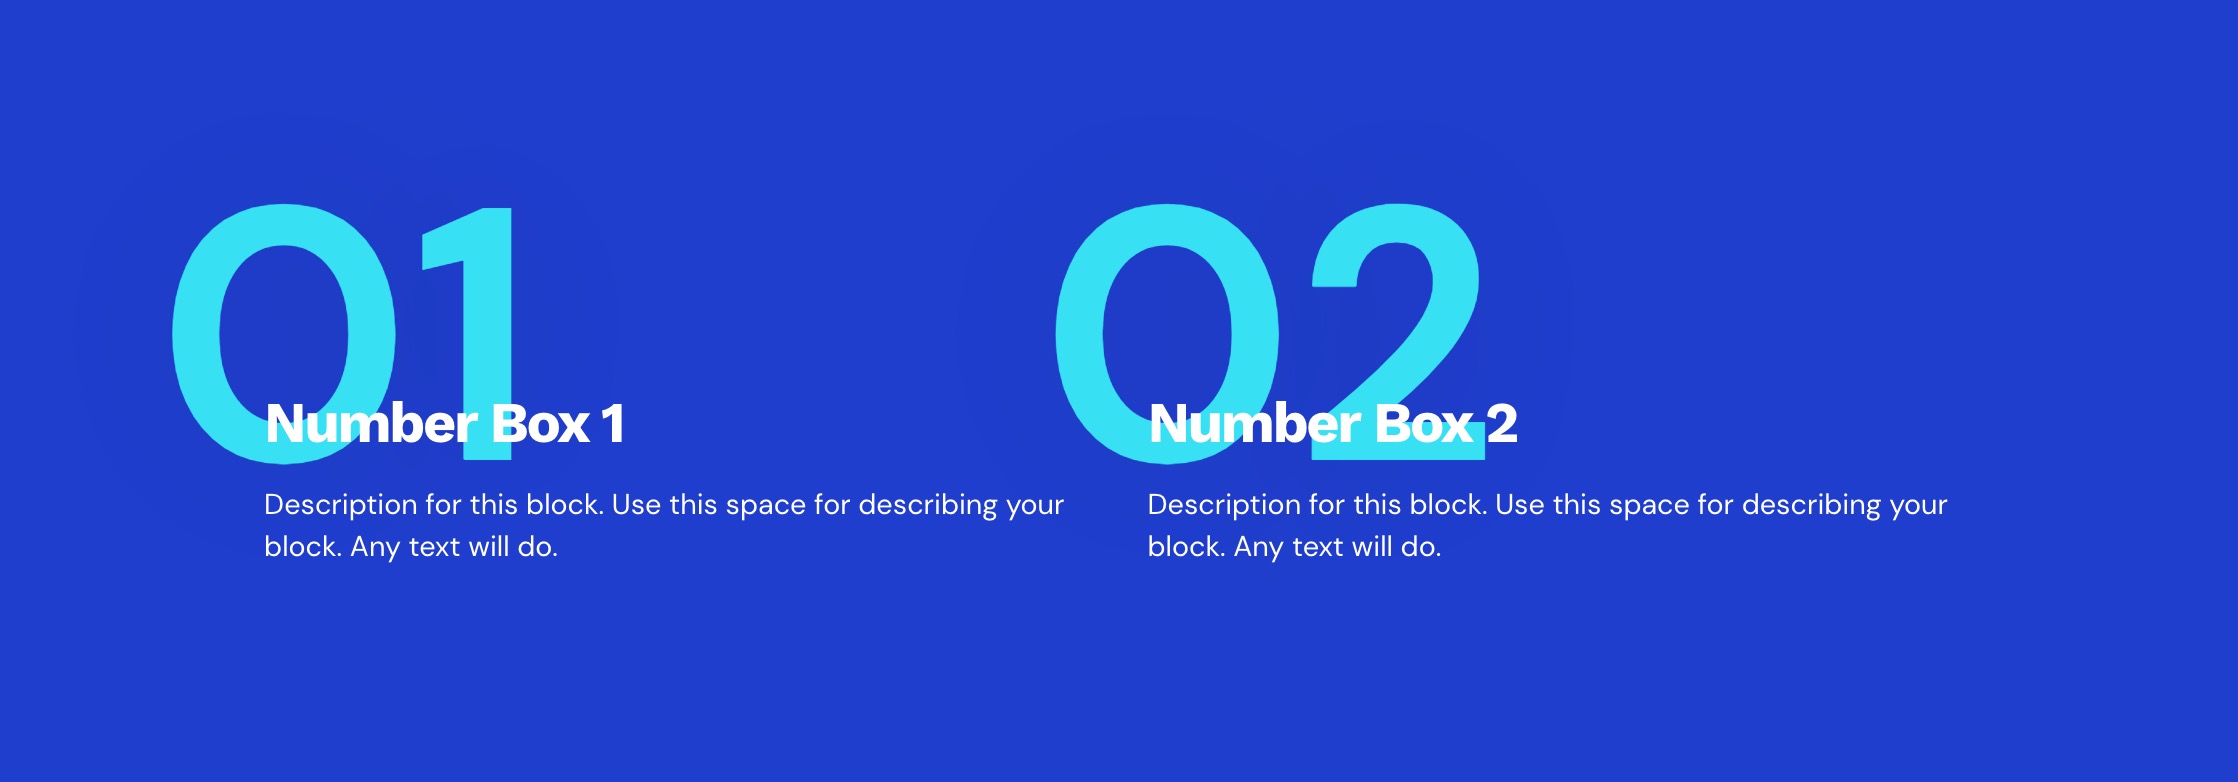 01
Number Box 1
Description for this block. Use this space for describing your
block. Any text will do.
02
Number Box 2
Description for this block. Use this space for describing your
block. Any text will do.